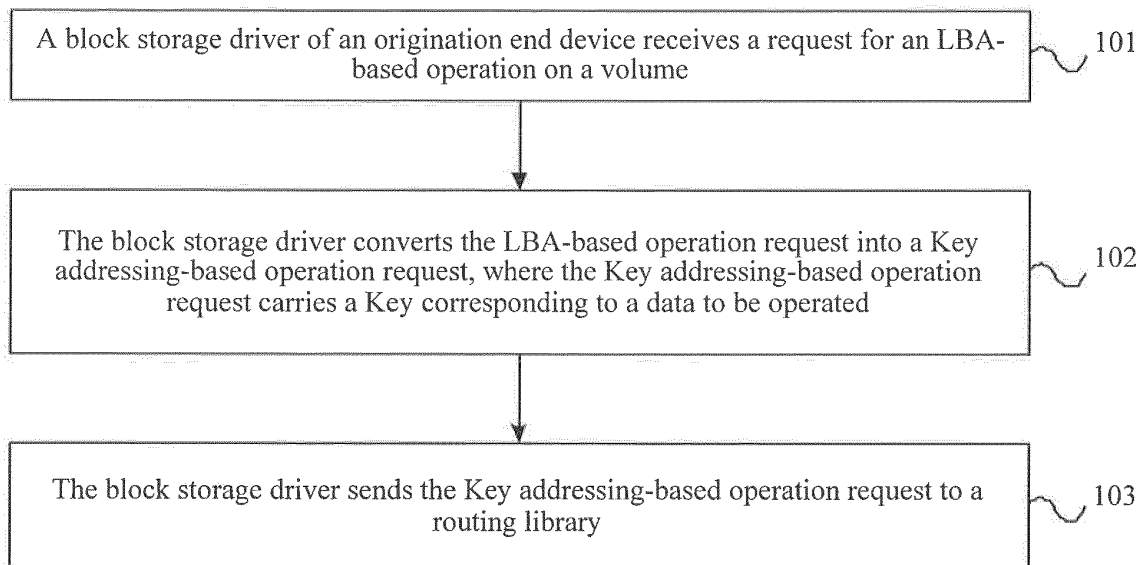 A block storage driver of an origination end device receives a request for an LBA-
based operation on a volume
101
The block storage driver converts the LBA-based operation request into a Key
addressing-based operation request, where the Key addressing-based operation
request carries a Key corresponding to a data to be operated
102
The block storage driver sends the Key addressing-based operation request to a
routing library
103